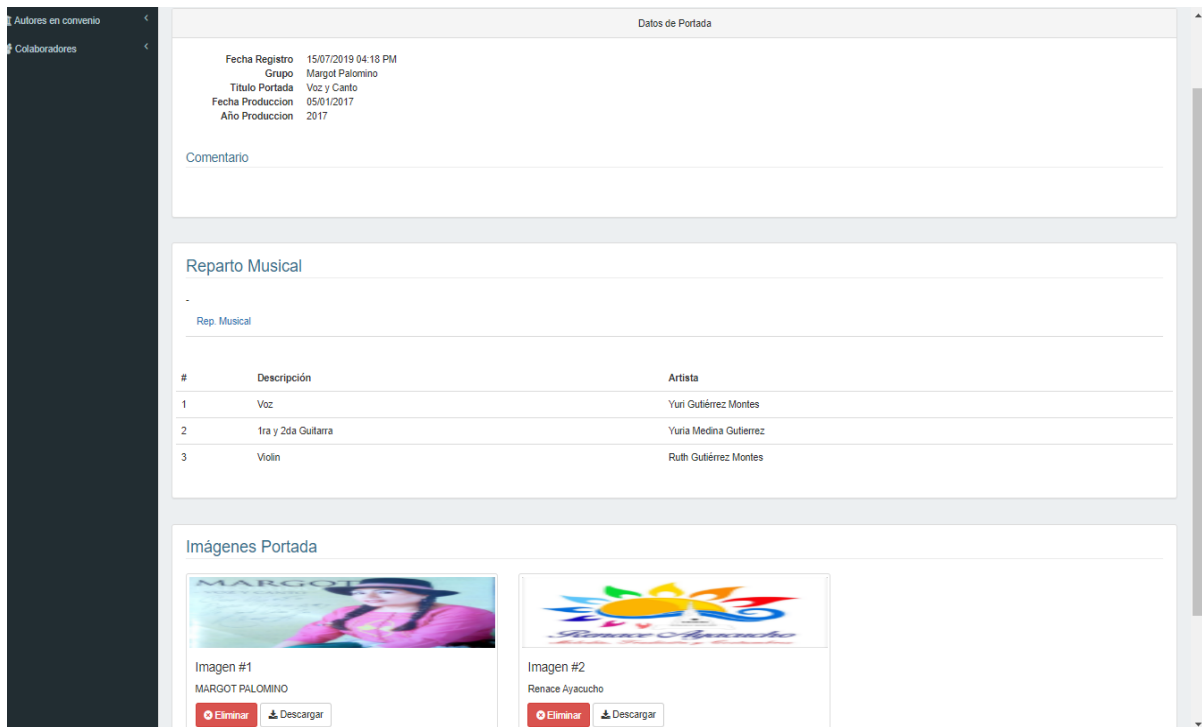 Autores en convenio
Colaboradores
Datos de Portada
Fecha Registro 15/07/2019 04:18 PM
Grupo Margot Palomino
Titulo Portada Voz y Canto
Fecha Produccion 05/01/2017
Año Produccion 2017
Comentario
Reparto Musical
-
Rep. Musical
# Descripción Artista
1 Voz Yuri Gutiérrez Montes
2 1ra y 2da Guitarra Yuria Medina Gutierrez
3 Violin Ruth Gutiérrez Montes
Imágenes Portada
MARGOT
VOZ Y CANTO
Renace Ayacucho
Imagen #1
MARGOT PALOMINO
Eliminar Descargar
Imagen #2
Renace Ayacucho
Eliminar Descargar